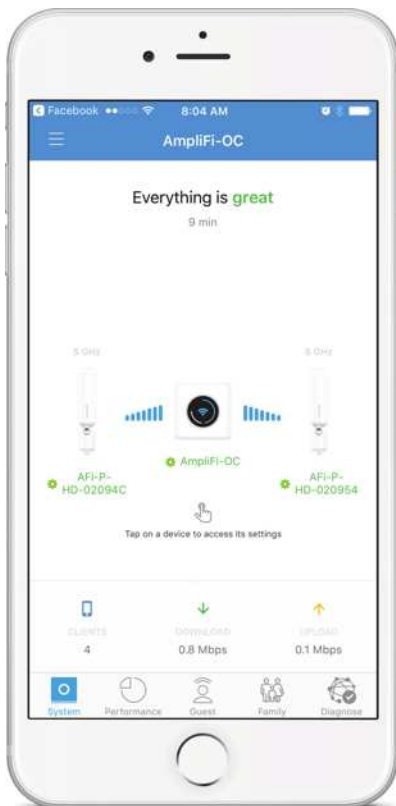 Facebook 8:04 AM
AmpliFi-OC
Everything is great
9 min
5 GHz 5 GHz
AmpliFi-OC
AFi-P-
HD-02094C
AFi-P-
HD-020954
Tap on a device to access its settings
CLIENTS DOWNLOAD UPLOAD
4 0.8 Mbps 0.1 Mbps
System Performance Guest Family Diagnose